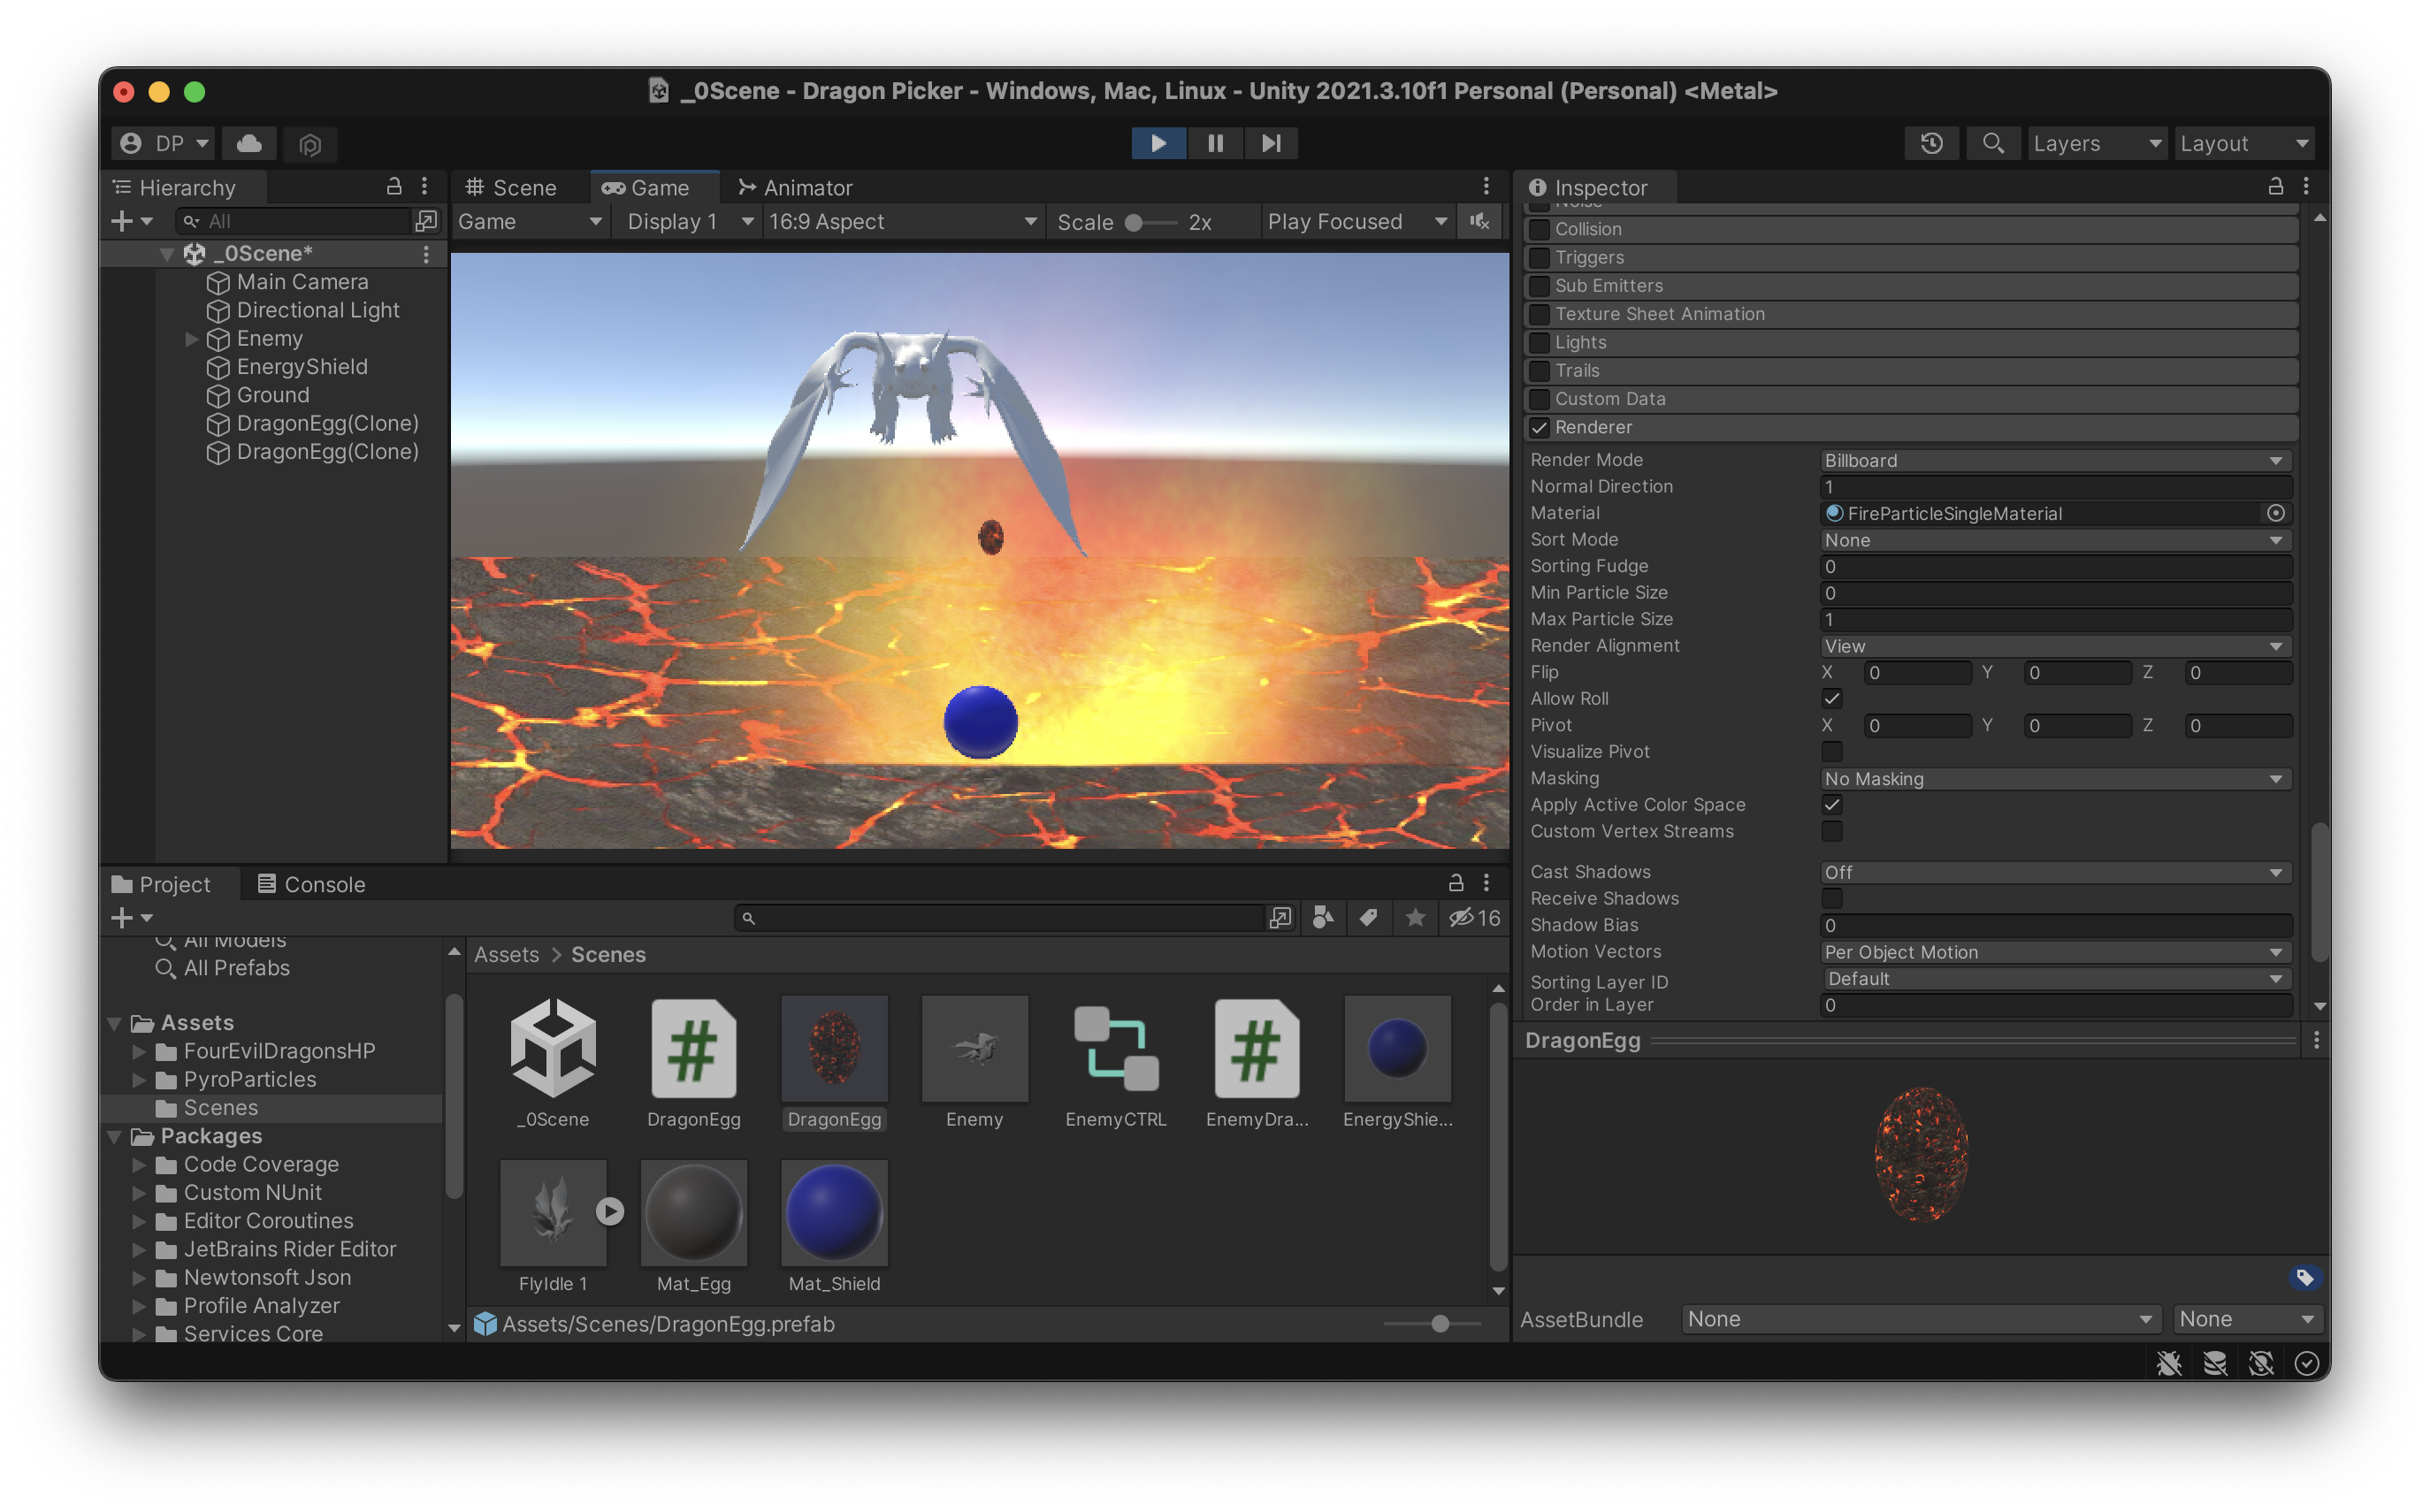 _0Scene - Dragon Picker - Windows, Mac, Linux - Unity 2021.3.10f1 Personal (Personal) <Metal>
DP
Layers
Layout
Hierarchy
All
_0Scene*
Main Camera
Directional Light
Enemy
EnergyShield
Ground
DragonEgg(Clone)
DragonEgg(Clone)
Scene
Game
Animator
Game
Display 1
16:9 Aspect
Scale
2x
Play Focused
Inspector
Noise
Collision
Triggers
Sub Emitters
Texture Sheet Animation
Lights
Trails
Custom Data
Renderer
Render Mode
Billboard
Normal Direction
1
Material
FireParticleSingleMaterial
Sort Mode
None
Sorting Fudge
0
Min Particle Size
0
Max Particle Size
1
Render Alignment
View
Flip
X 0 Y 0 Z 0
Allow Roll
Pivot
X 0 Y 0 Z 0
Visualize Pivot
Masking
No Masking
Apply Active Color Space
Custom Vertex Streams
Cast Shadows
Off
Receive Shadows
Shadow Bias
0
Motion Vectors
Per Object Motion
Sorting Layer ID
Default
Order in Layer
0
DragonEgg
AssetBundle
None
None
Project
Console
16
All Models
All Prefabs
Assets
FourEvilDragonsHP
PyroParticles
Scenes
Packages
Code Coverage
Custom NUnit
Editor Coroutines
JetBrains Rider Editor
Newtonsoft Json
Profile Analyzer
Services Core
Assets > Scenes
_0Scene
#
DragonEgg
DragonEgg
Enemy
EnemyCTRL
#
EnemyDra...
EnergyShie...
FlyIdle 1
Mat_Egg
Mat_Shield
Assets/Scenes/DragonEgg.prefab